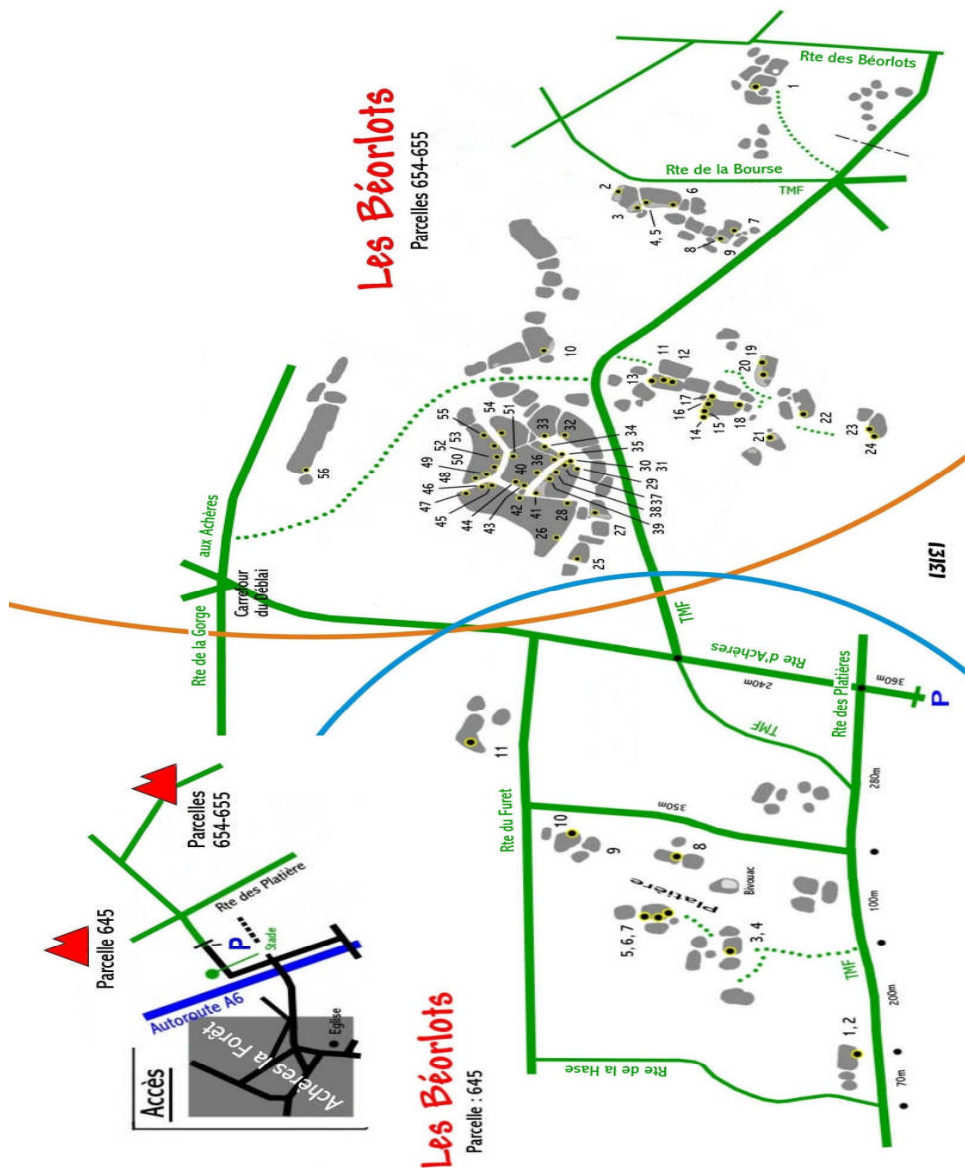 Les Béorlots
Parcelles 654-655
Rte des Béorlots
1
Rte de la Bourse
TMF
2
3
4, 5
6
7
8
9
10
11
12
13
14
15
16
17
18
19
20
21
22
23
24
25
26
27
28
29
30
31
32
33
34
35
36
37
38
39
40
41
42
43
44
45
46
47
48
49
50
51
52
53
54
55
56
aux Achères
Rte de la Gorge
Carrefour
du Déblai
TMF
Rte d'Achères
240m
360m
P
Rte des Platières
13131
Accès
Parcelle 645
Parcelles
654-655
Rte des Platière
P
Stade
Autoroute A6
Achères la Forêt
Eglise
Les Béorlots
Parcelle : 645
Rte du Furet
11
350m
10
9
8
Platière
Bivouac
5, 6, 7
3, 4
1, 2
TMF
TMF
Rte de la Hase
70m
200m
100m
280m